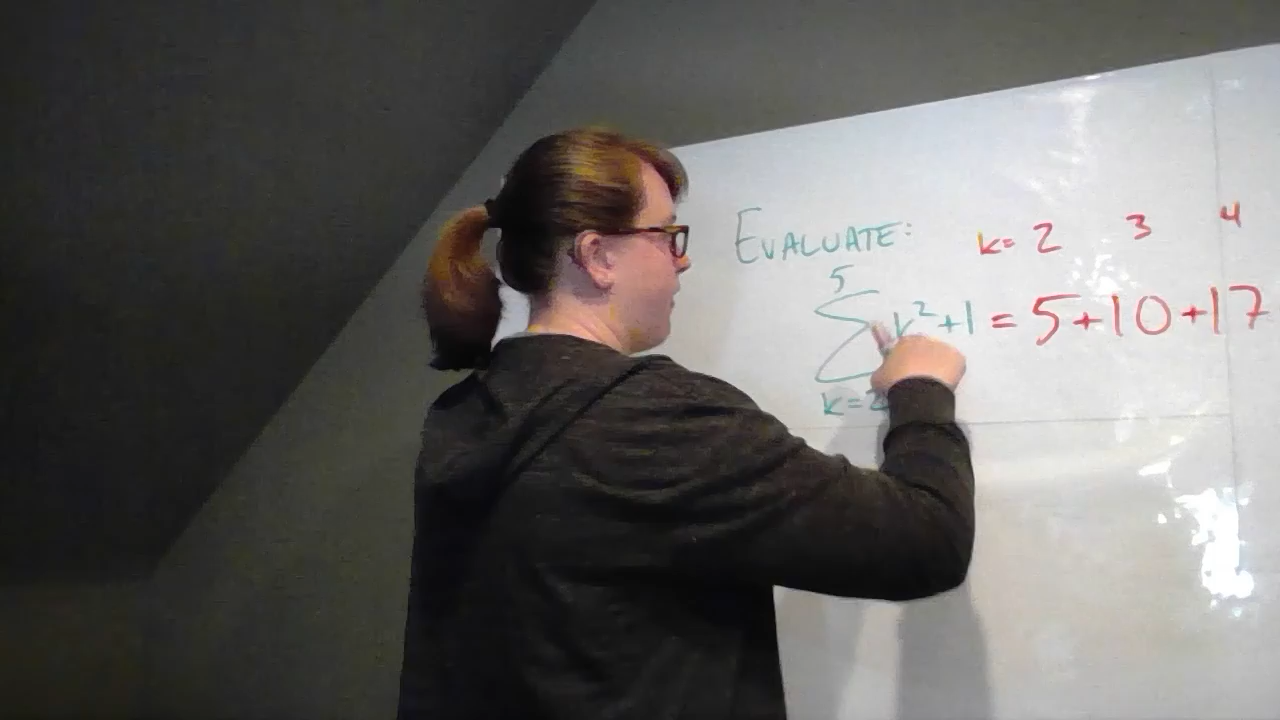 EVALUATE:
k= 2 3 4
5
∑ k²+1 = 5+10+17
k=2